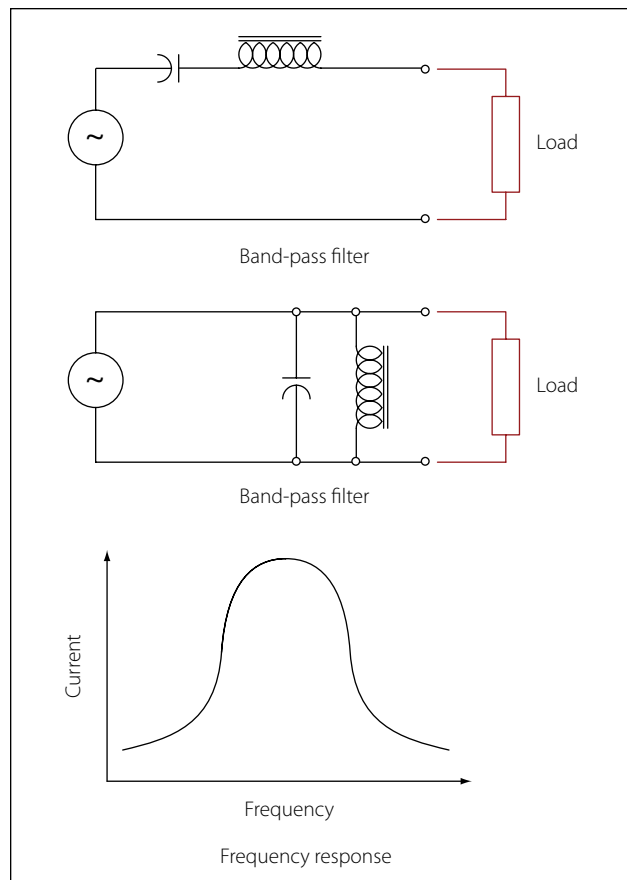 ~
Load
Band-pass filter
~
Load
Band-pass filter
Current
Frequency
Frequency response